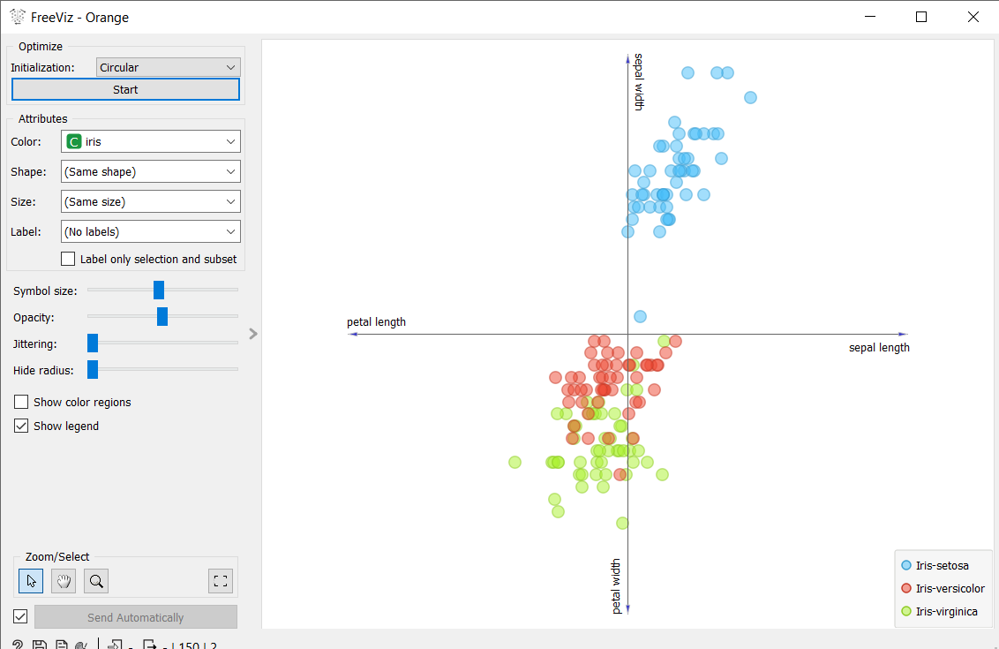 FreeViz - Orange
Optimize
Initialization: Circular
Start
Attributes
Color: C iris
Shape: (Same shape)
Size: (Same size)
Label: (No labels)
Label only selection and subset
Symbol size:
Opacity:
Jittering:
Hide radius:
Show color regions
Show legend
Zoom/Select
Send Automatically
? - - | 150 | 2
sepal width
petal length
sepal length
petal width
Iris-setosa
Iris-versicolor
Iris-virginica